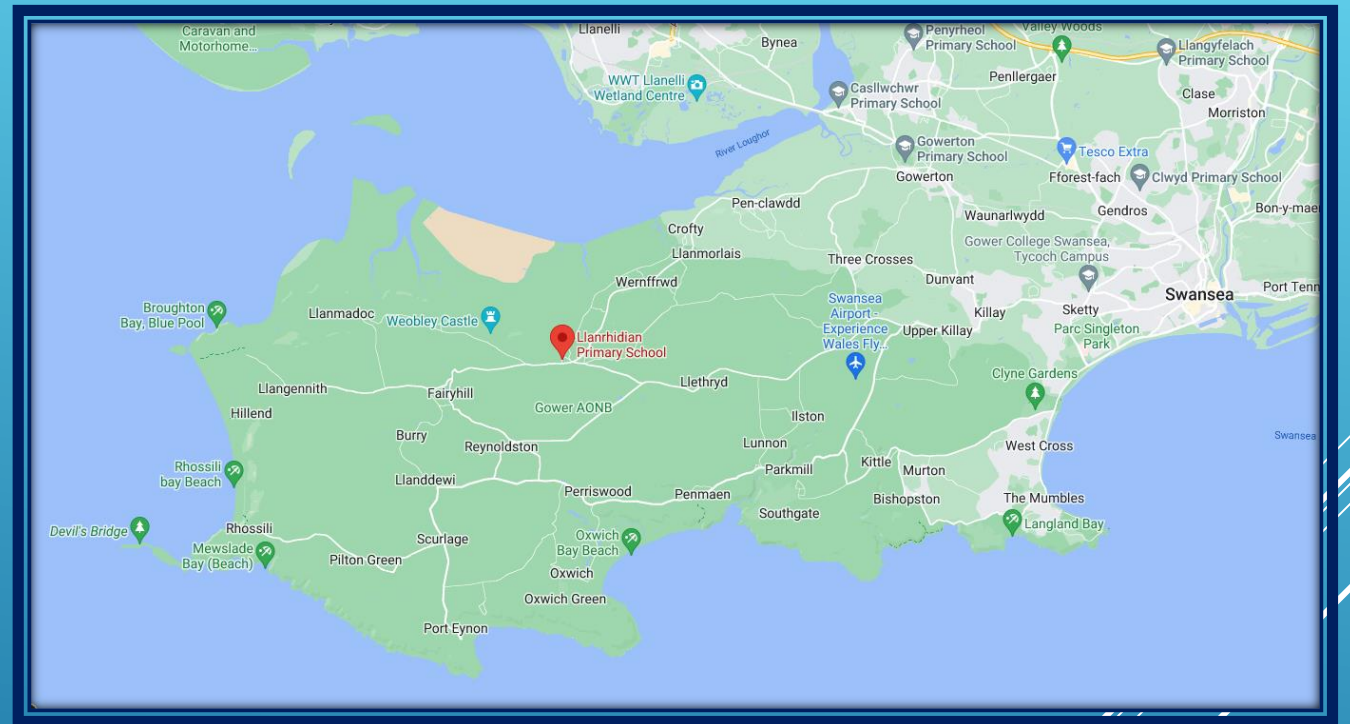 Caravan and
Motorhome...
Llanelli
Bynea
Penyrheol
Primary School
Valley Woods
Llangyfelach
Primary School
Penllergaer
WWT Llanelli
Wetland Centre
Casllwchwr
Primary School
Clase
Morriston
River Loughor
Gowerton
Primary School
Tesco Extra
Gowerton
Fforest-fach
Clwyd Primary School
Pen-clawdd
Waunarlwydd
Gendros
Bon-y-mae
Crofty
Llanmorlais
Gower College Swansea,
Tycoch Campus
Three Crosses
Wernffrwd
Dunvant
Swansea
Port Tenn
Broughton
Bay, Blue Pool
Llanmadoc
Weobley Castle
Swansea
Airport -
Experience
Wales Fly...
Killay
Sketty
Upper Killay
Parc Singleton
Park
Llanrhidian
Primary School
Llangennith
Fairyhill
Llethryd
Clyne Gardens
Hillend
Gower AONB
Ilston
Burry
Reynoldston
Lunnon
West Cross
Swansea
Rhossili
bay Beach
Llanddewi
Parkmill
Kittle
Murton
Perriswood
Penmaen
Bishopston
The Mumbles
Southgate
Langland Bay
Devil's Bridge
Rhossili
Mewslade
Bay (Beach)
Pilton Green
Scurlage
Oxwich
Bay Beach
Oxwich
Oxwich Green
Port Eynon